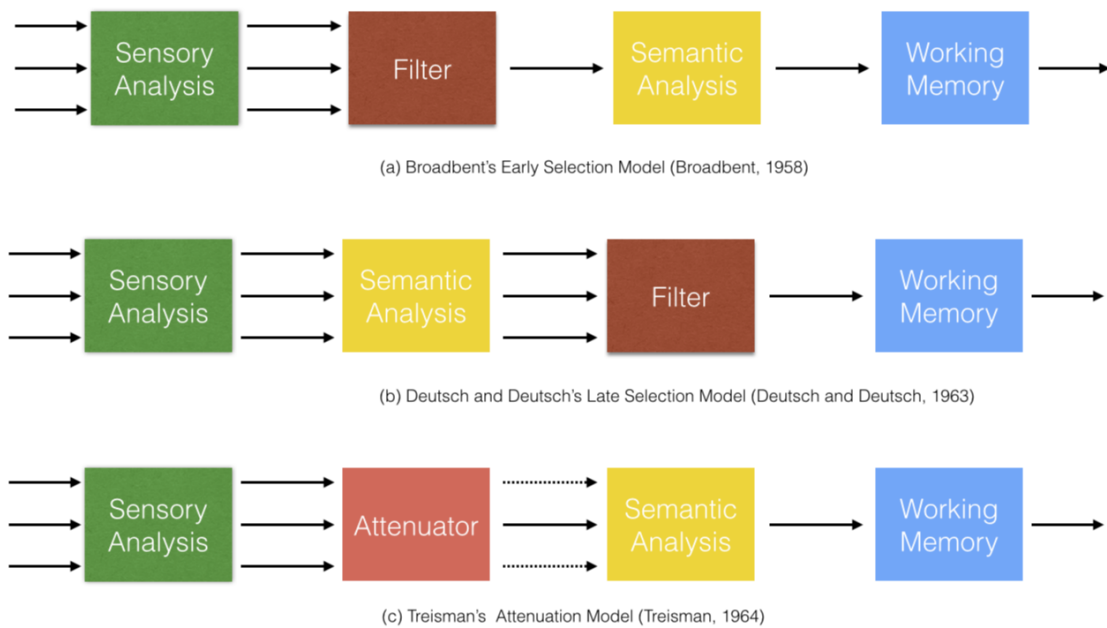 Sensory
Analysis
Filter
Semantic
Analysis
Working
Memory
(a) Broadbent's Early Selection Model (Broadbent, 1958)
Sensory
Analysis
Semantic
Analysis
Filter
Working
Memory
(b) Deutsch and Deutsch's Late Selection Model (Deutsch and Deutsch, 1963)
Sensory
Analysis
Attenuator
Semantic
Analysis
Working
Memory
(c) Treisman's  Attenuation Model (Treisman, 1964)